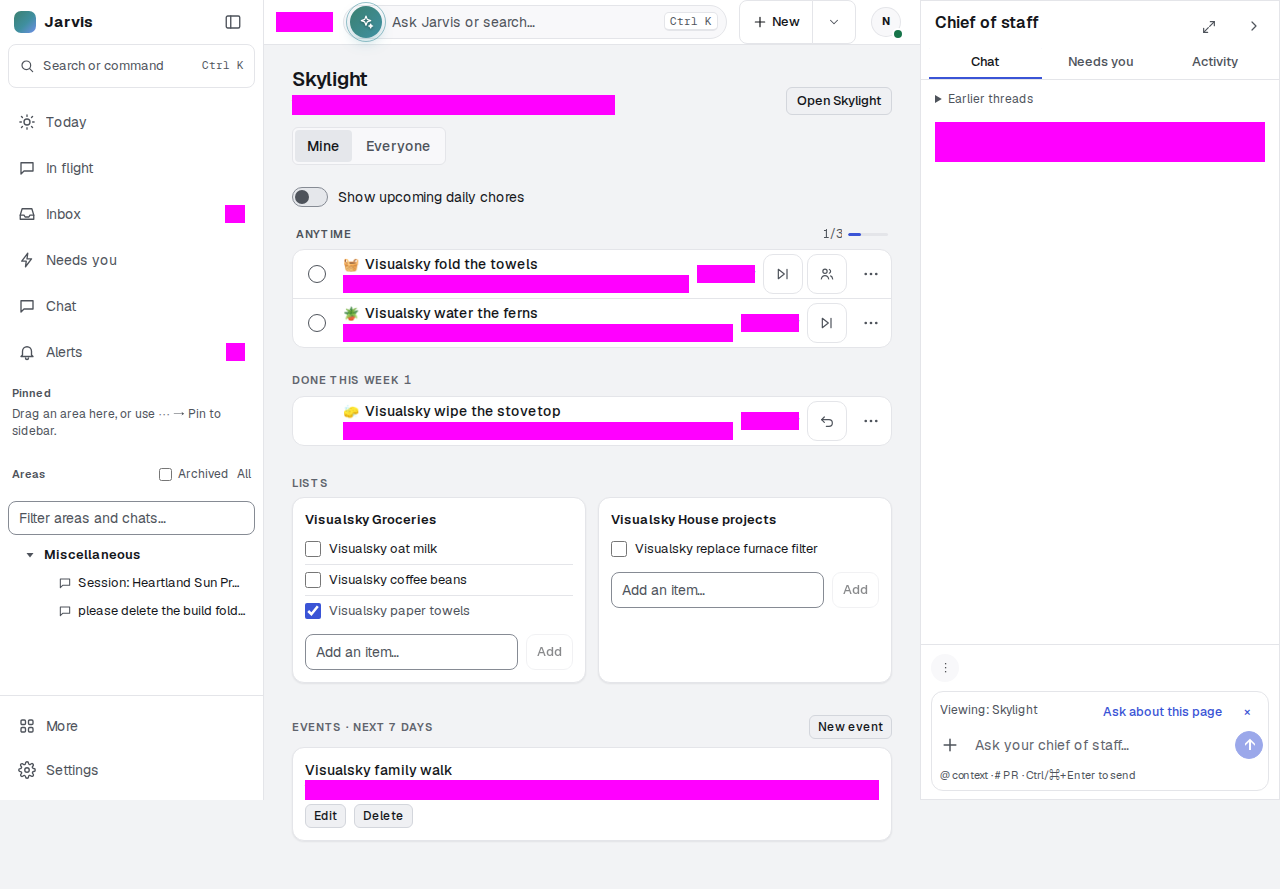 Jarvis
Search or command Ctrl K
Today
In flight
Inbox
Needs you
Chat
Alerts
Pinned
Drag an area here, or use ··· → Pin to
sidebar.
Areas Archived All
Filter areas and chats…
Miscellaneous
Session: Heartland Sun Pr…
please delete the build fold…
More
Settings
Ask Jarvis or search… Ctrl K
New
N
Skylight
Open Skylight
Mine Everyone
Show upcoming daily chores
ANYTIME 1/3
Visualsky fold the towels
Visualsky water the ferns
DONE THIS WEEK 1
Visualsky wipe the stovetop
LISTS
Visualsky Groceries
Visualsky oat milk
Visualsky coffee beans
Visualsky paper towels
Add an item… Add
Visualsky House projects
Visualsky replace furnace filter
Add an item… Add
EVENTS · NEXT 7 DAYS New event
Visualsky family walk
Edit Delete
Chief of staff
Chat Needs you Activity
Earlier threads
Viewing: Skylight Ask about this page ×
Ask your chief of staff…
@ context · # PR · Ctrl/⌘+Enter to send